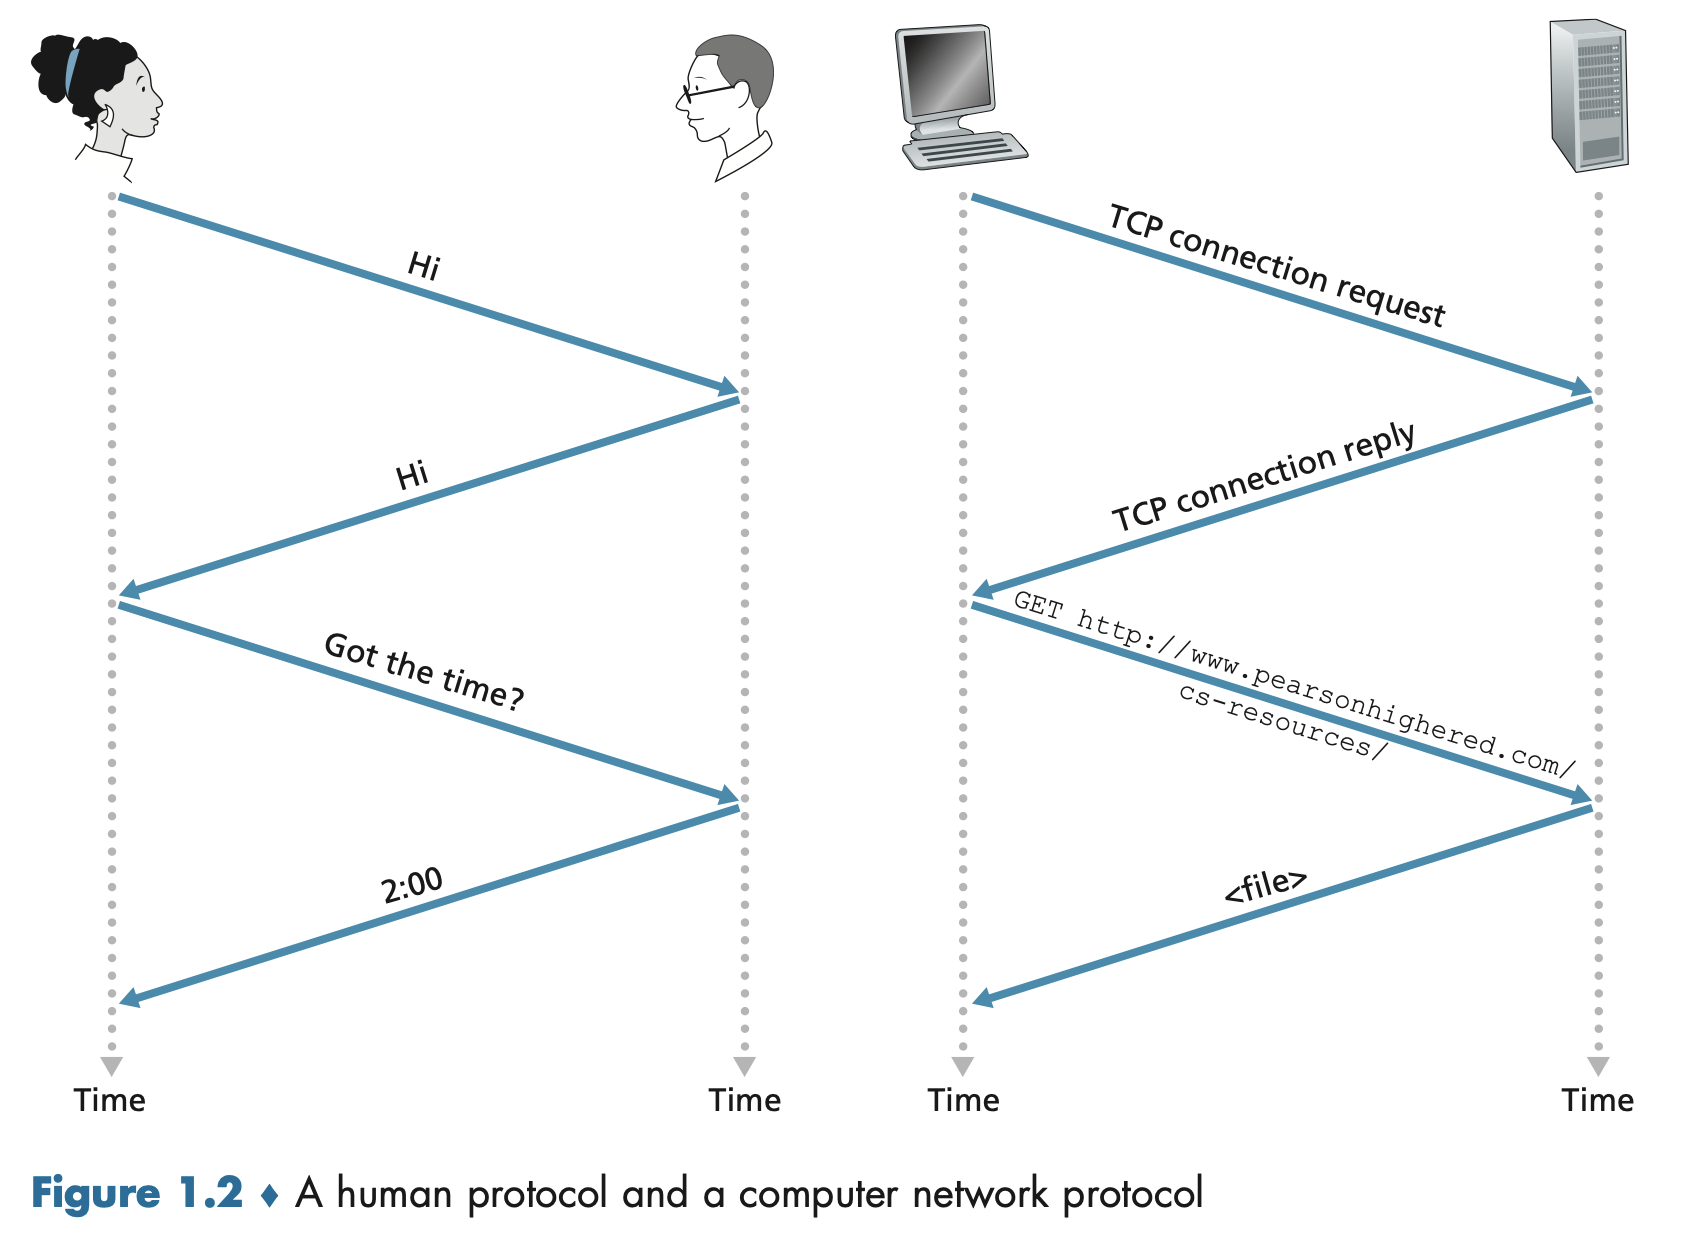 Hi
Hi
Got the time?
2:00
Time
Time
TCP connection request
TCP connection reply
GET http://www.pearsonhighered.com/
cs-resources/
<file>
Time
Time
Figure 1.2 ♦ A human protocol and a computer network protocol